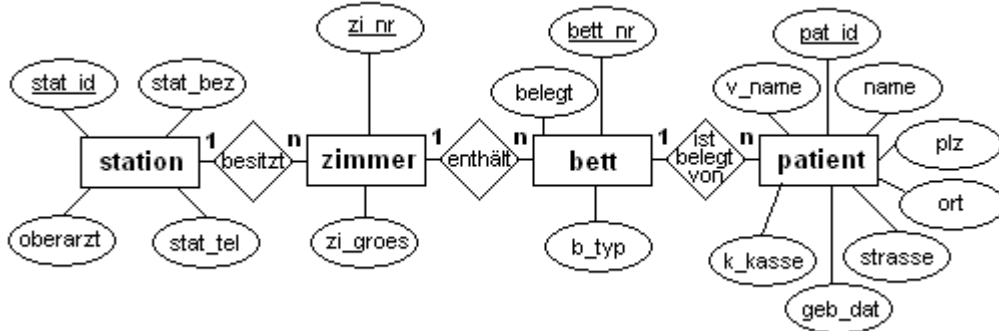 zi_nr
bett_nr
pat_id
stat_id
stat_bez
belegt
v_name
name
station
1
besitzt
n
zimmer
1
enthält
n
bett
1
ist
belegt
von
n
patient
plz
ort
oberarzt
stat_tel
zi_groes
b_typ
k_kasse
strasse
geb_dat